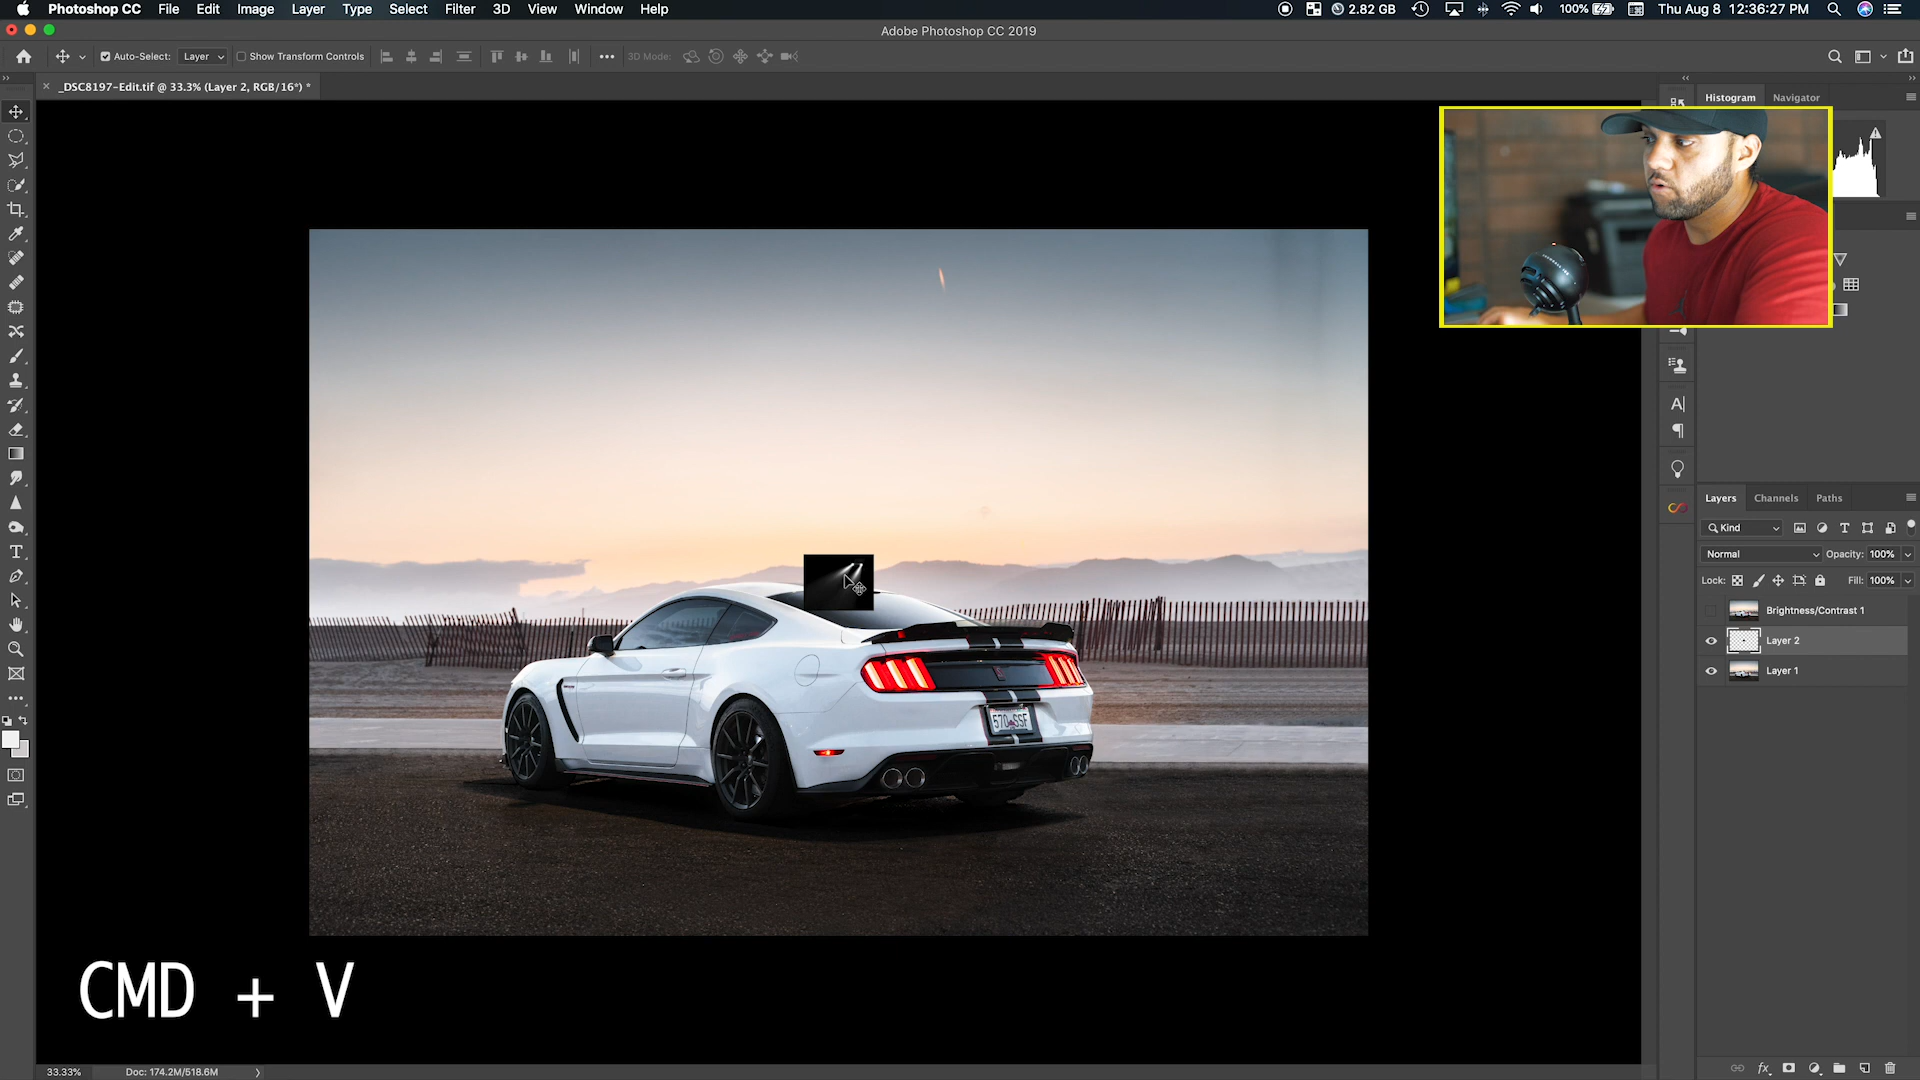 Photoshop CC File Edit Image Layer Type Select Filter 3D View Window Help 2.82 GB 100% Thu Aug 8 12:36:27 PM
Adobe Photoshop CC 2019
Auto-Select: Layer Show Transform Controls 3D Mode:
_DSC8197-Edit.tif @ 33.3% (Layer 2, RGB/16*) *
Histogram Navigator
Layers Channels Paths
Kind
Normal Opacity: 100%
Lock: Fill: 100%
Brightness/Contrast 1
Layer 2
Layer 1
570 SSF
CMD + V
33.33% Doc: 174.2M/518.6M